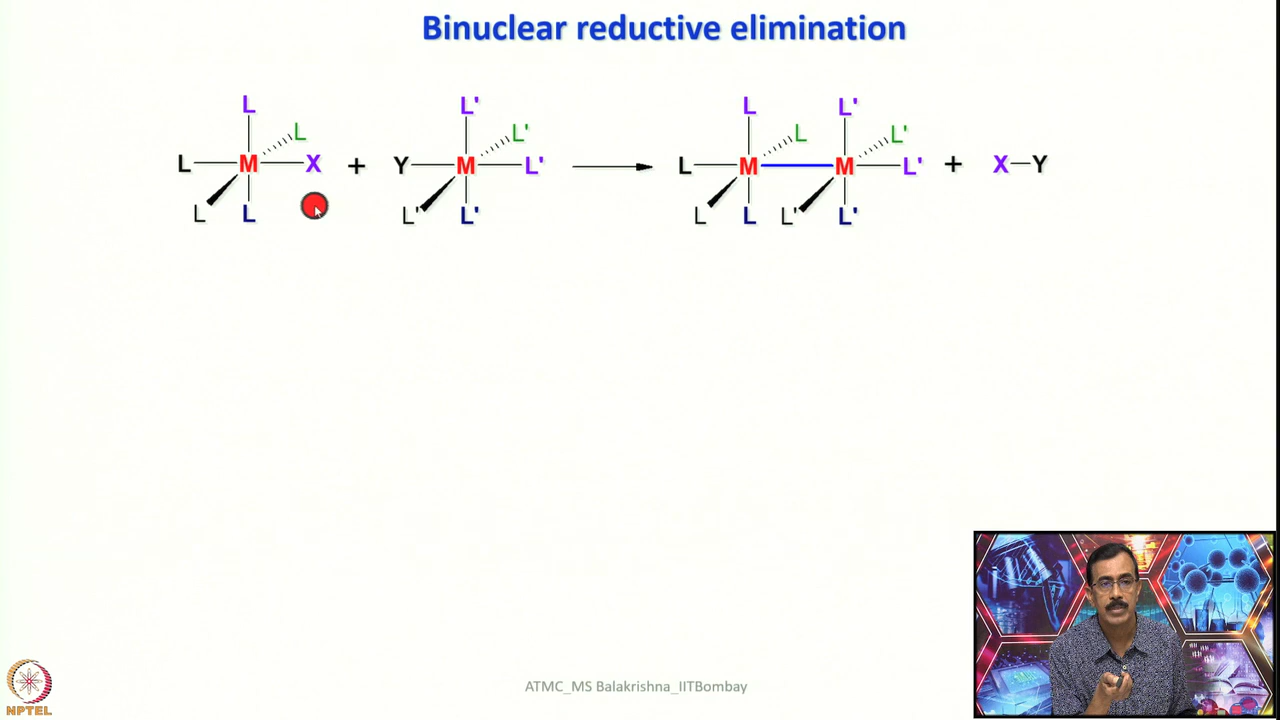 Binuclear reductive elimination
L L' L L'
L L' L L'
L M X + Y M L' L M M L' + X Y
L L L' L' L L L' L'
ATMC_MS Balakrishna_IITBombay
NPTEL